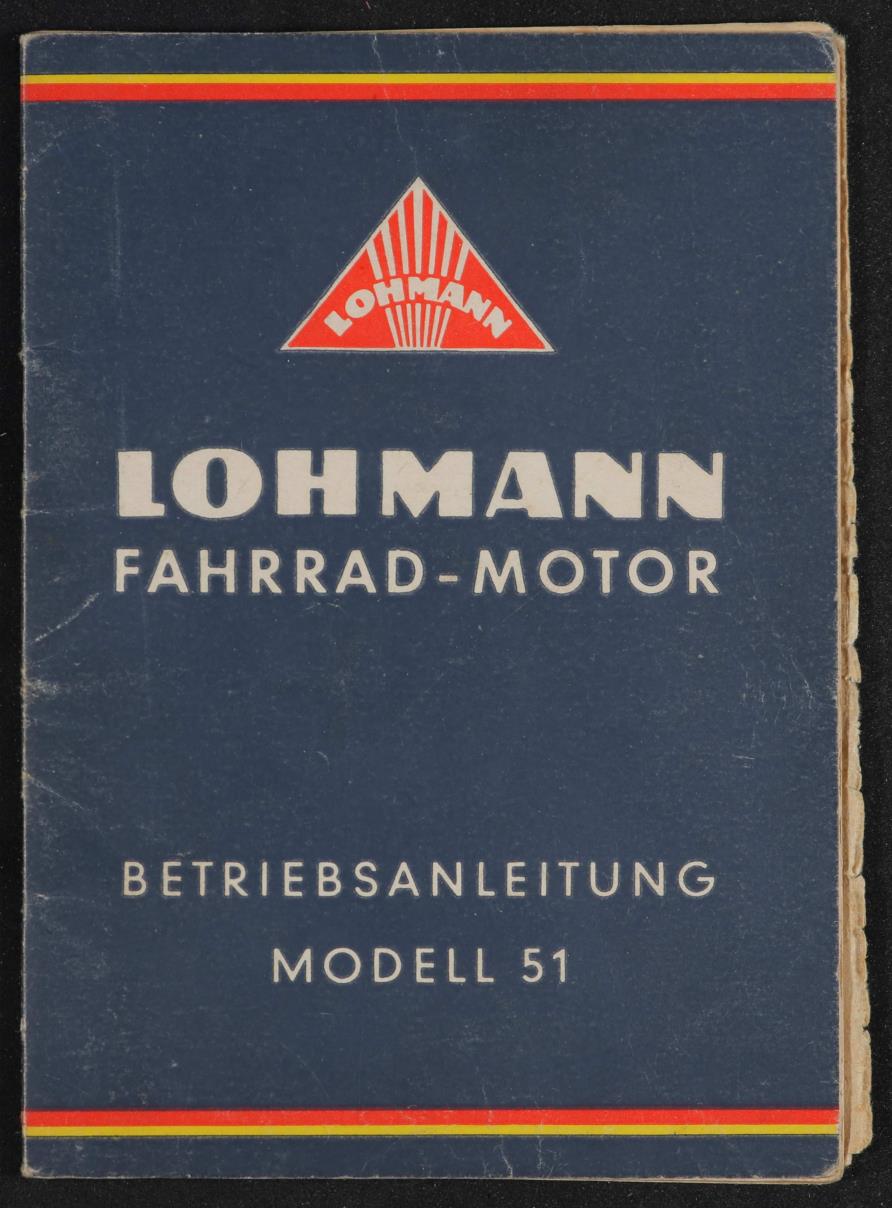 LOHMANN
LOHMANN
FAHRRAD-MOTOR
BETRIEBSANLEITUNG
MODELL 51